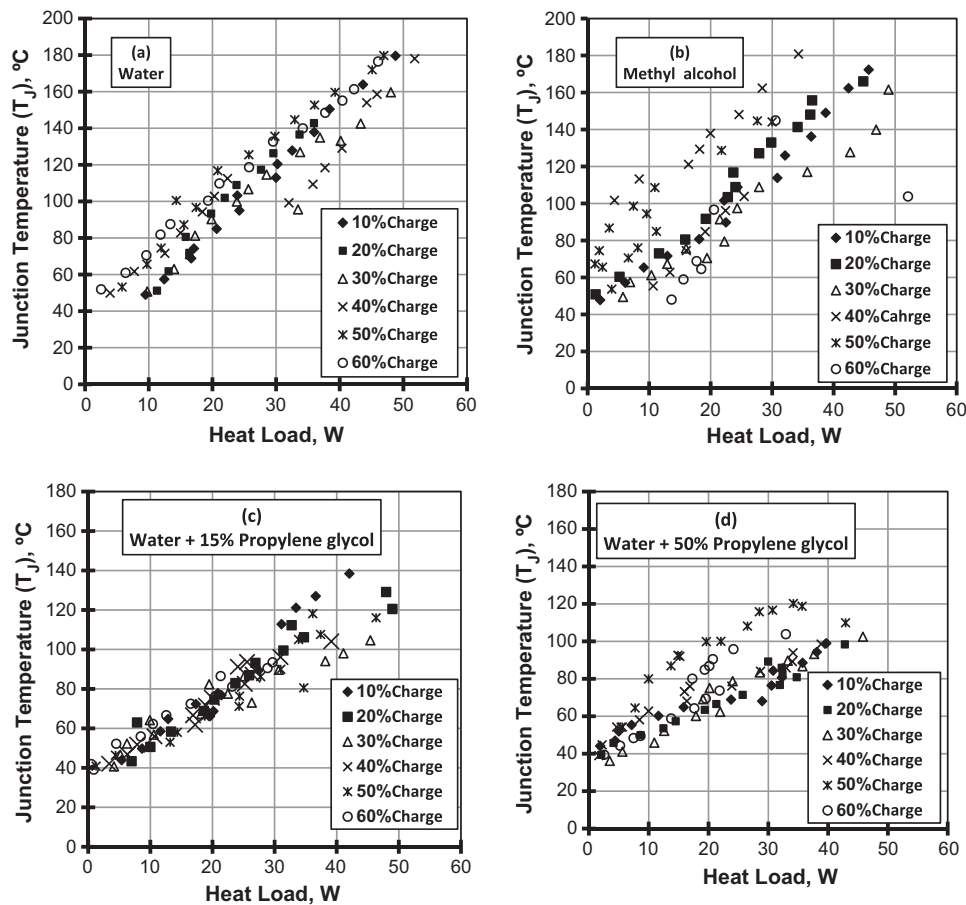 200
180
160
140
120
100
80
60
40
20
0
Junction Temperature (TJ), ºC
(a)
Water
10%Charge
20%Charge
30%Charge
40%Charge
50%Charge
60%Charge
0 10 20 30 40 50 60
Heat Load, W
200
180
160
140
120
100
80
60
40
20
0
Junction Temperature (TJ), ºC
(b)
Methyl alcohol
10%Charge
20%Charge
30%Charge
40%Cahrge
50%Charge
60%Charge
0 10 20 30 40 50 60
Heat Load, W
180
160
140
120
100
80
60
40
20
0
Junction Temperature (TJ), ºC
(c)
Water + 15% Propylene glycol
10%Charge
20%Charge
30%Charge
40%Charge
50%Charge
60%Charge
0 10 20 30 40 50 60
Heat Load, W
180
160
140
120
100
80
60
40
20
0
Junction Temperature (TJ), ºC
(d)
Water + 50% Propylene glycol
10%Charge
20%Charge
30%Charge
40%Charge
50%Charge
60%Charge
0 10 20 30 40 50 60
Heat Load, W